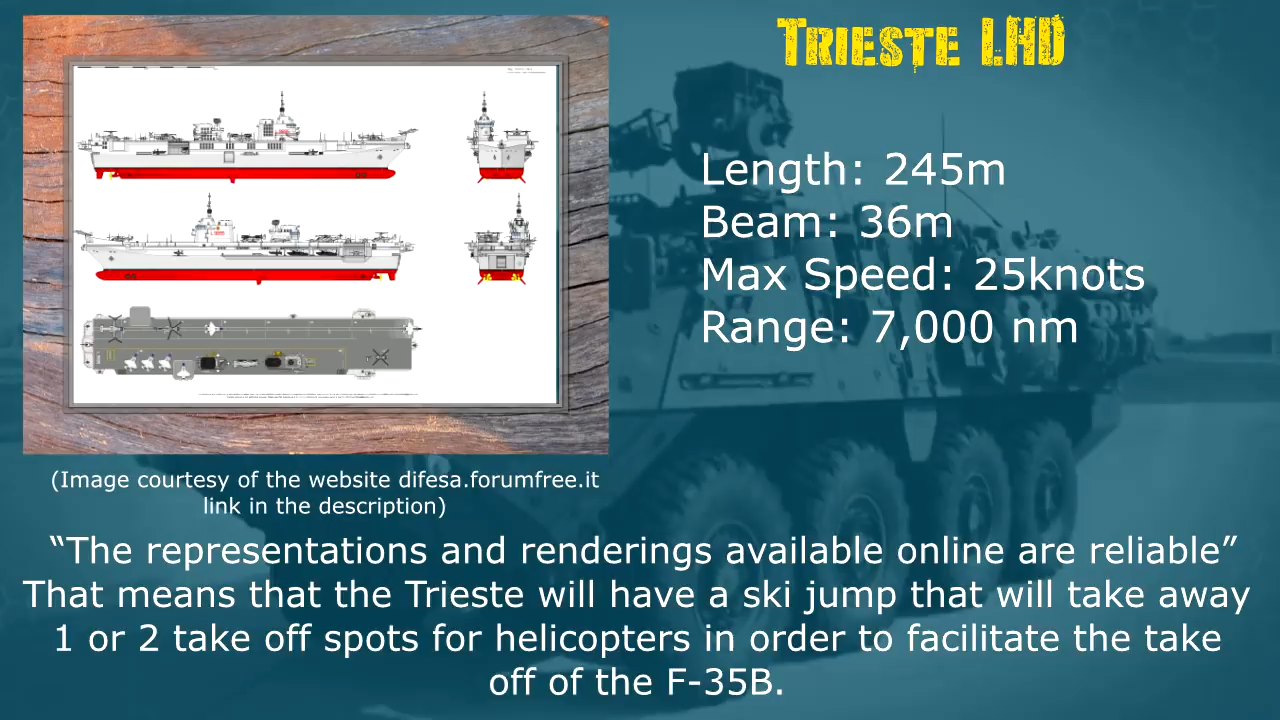 Trieste LHD
Length: 245m
Beam: 36m
Max Speed: 25knots
Range: 7,000 nm
(Image courtesy of the website difesa.forumfree.it
link in the description)
“The representations and renderings available online are reliable”
That means that the Trieste will have a ski jump that will take away
1 or 2 take off spots for helicopters in order to facilitate the take
off of the F-35B.